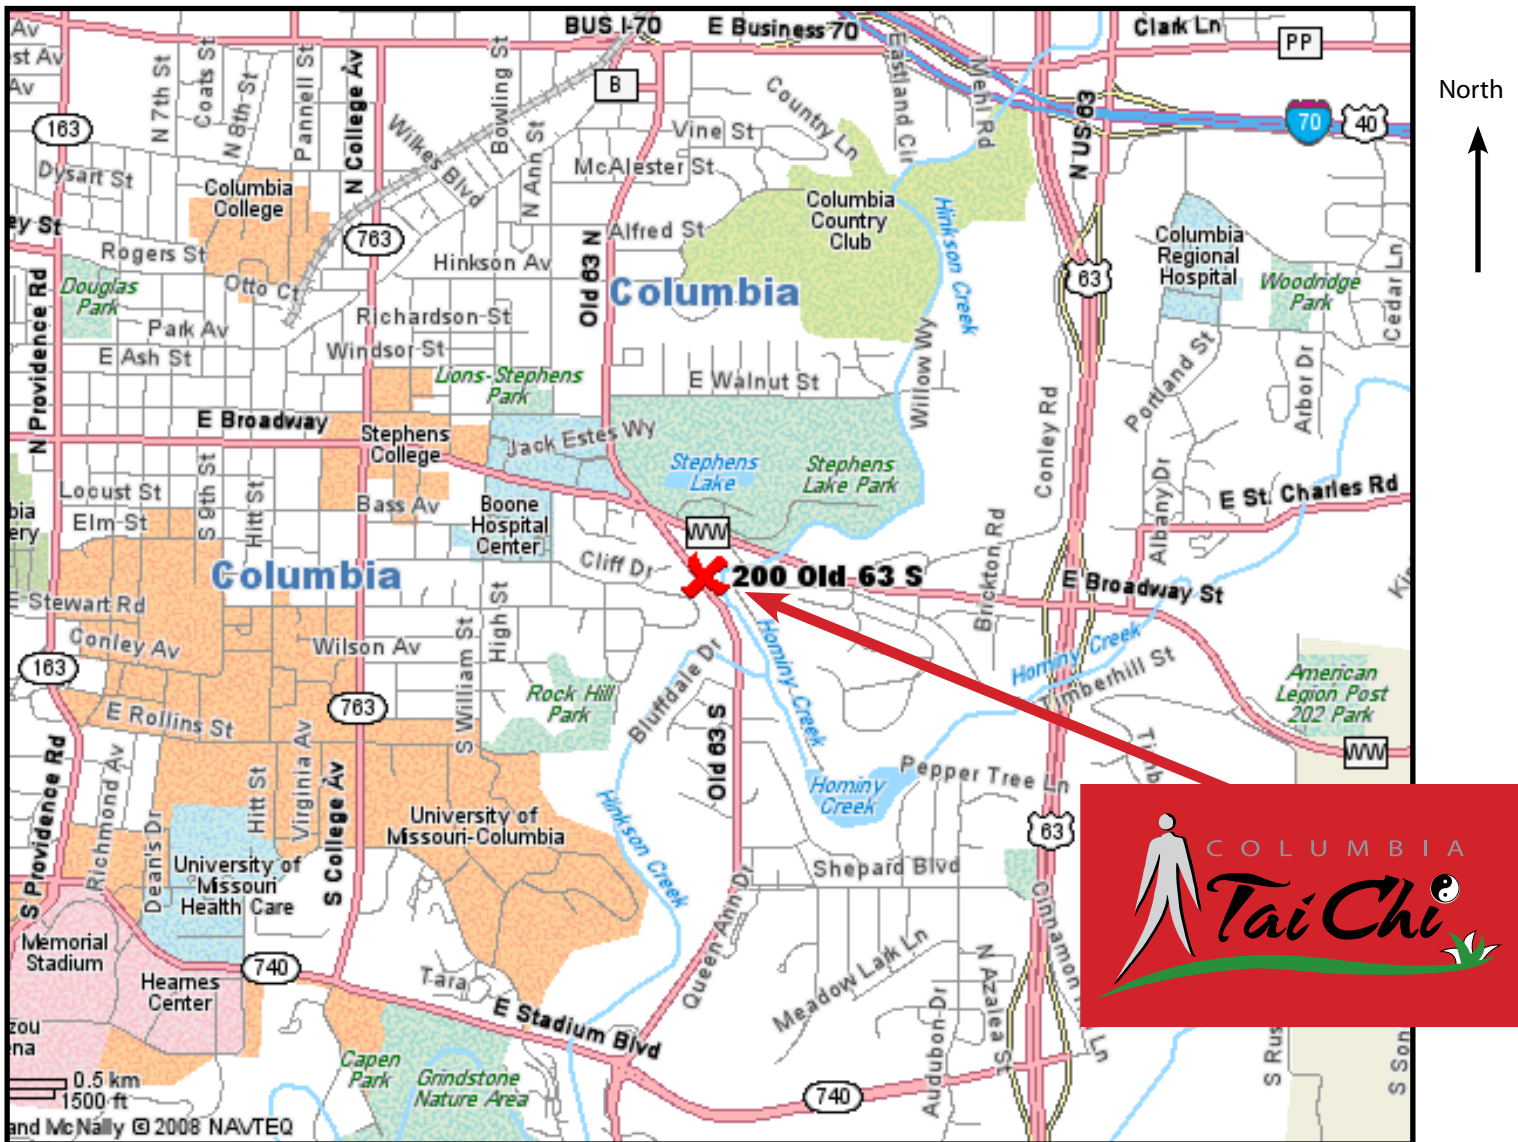 BUS I-70
E Business 70
Clark Ln
PP
North
Av
st Av
Av
B
163
N 7th St
Coats St
N 8th St
Pannell St
N College Av
Wilkes Blvd
Bowling St
N Ann St
Country Ln
Eastland Cir
Mehl Rd
N US 63
70
40
Vine St
McAlester St
Dysart St
Columbia
College
Columbia
Country
Club
Hinkson Creek
Columbia
Regional
Hospital
Woodridge
Park
Cedar Ln
ey St
763
Rogers St
Alfred St
Hinkson Av
Old 63 N
Columbia
63
Otto Ct
Douglas
Park
N Providence Rd
Park Av
Richardson St
E Ash St
Windsor St
Willow Wy
Portland St
Arbor Dr
Lions-Stephens
Park
E Walnut St
E Broadway
Stephens
College
Jack Estes Wy
Stephens
Lake
Stephens
Lake Park
Conley Rd
Albany Dr
E St. Charles Rd
Locust St
Elm St
S 9th St
Hitt St
Bass Av
Boone
Hospital
Center
bia
ery
WW
Columbia
Cliff Dr
200 Old 63 S
Brickton Rd
E Broadway St
E Stewart Rd
High St
Conley Av
Wilson Av
S William St
163
Bluffdale Dr
Hominy Creek
Hominy Creek
Timberhill St
American
Legion Post
202 Park
Rock Hill
Park
E Rollins St
763
Old 63 S
WW
S Providence Rd
Richmond Av
Hitt St
Virginia Av
S College Av
Pepper Tree Ln
Timb
Hominy
Creek
University of
Missouri-Columbia
Hinkson Creek
63
COLUMBIA
Tai Chi
Dean's Dr
University of
Missouri
Health Care
Shepard Blvd
Queen Ann Dr
Memorial
Stadium
740
Hearnes
Center
Tara
E Stadium Blvd
Meadow Lark Ln
N Azalea St
Cinnamon
Ln
Audubon Dr
S Rus
S Son
zou
ena
Capen
Park
Grindstone
Nature Area
740
0.5 km
1500 ft
and McNally © 2008 NAVTEQ